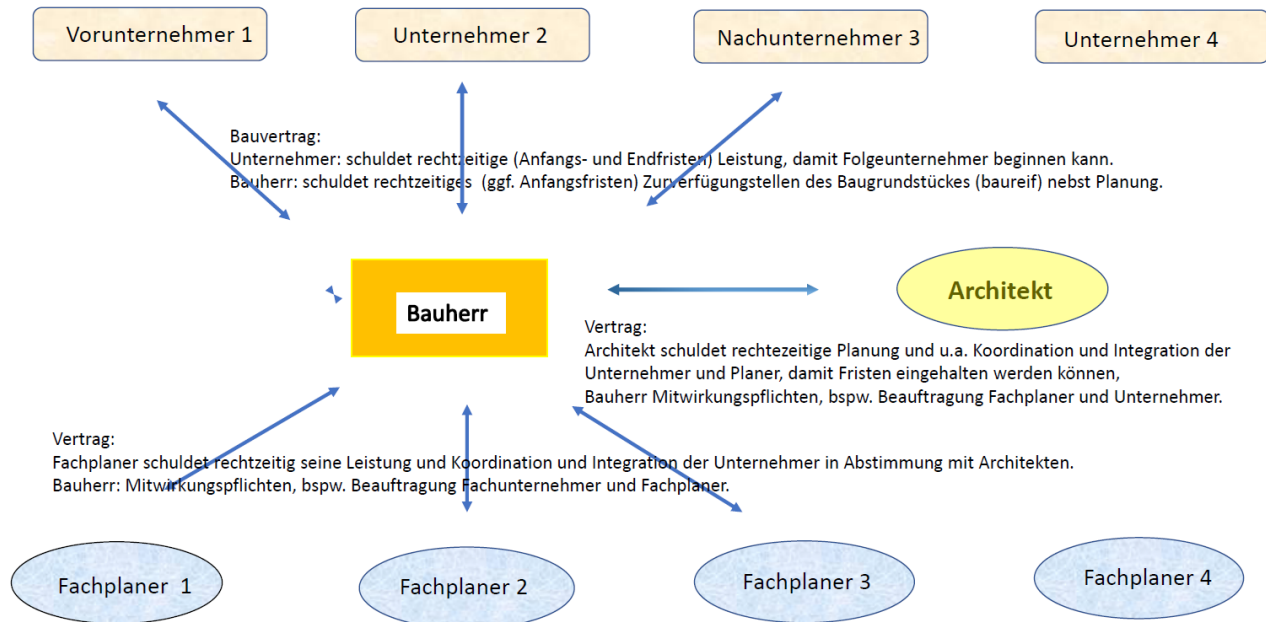 Vorunternehmer 1
Unternehmer 2
Nachunternehmer 3
Unternehmer 4
Bauvertrag:
Unternehmer: schuldet rechtzeitige (Anfangs- und Endfristen) Leistung, damit Folgeunternehmer beginnen kann.
Bauherr: schuldet rechtzeitiges (ggf. Anfangsfristen) Zurverfügungstellen des Baugrundstückes (baureif) nebst Planung.
Bauherr
Architekt
Vertrag:
Architekt schuldet rechtezeitige Planung und u.a. Koordination und Integration der
Unternehmer und Planer, damit Fristen eingehalten werden können,
Bauherr Mitwirkungspflichten, bspw. Beauftragung Fachplaner und Unternehmer.
Vertrag:
Fachplaner schuldet rechtzeitig seine Leistung und Koordination und Integration der Unternehmer in Abstimmung mit Architekten.
Bauherr: Mitwirkungspflichten, bspw. Beauftragung Fachunternehmer und Fachplaner.
Fachplaner 1
Fachplaner 2
Fachplaner 3
Fachplaner 4